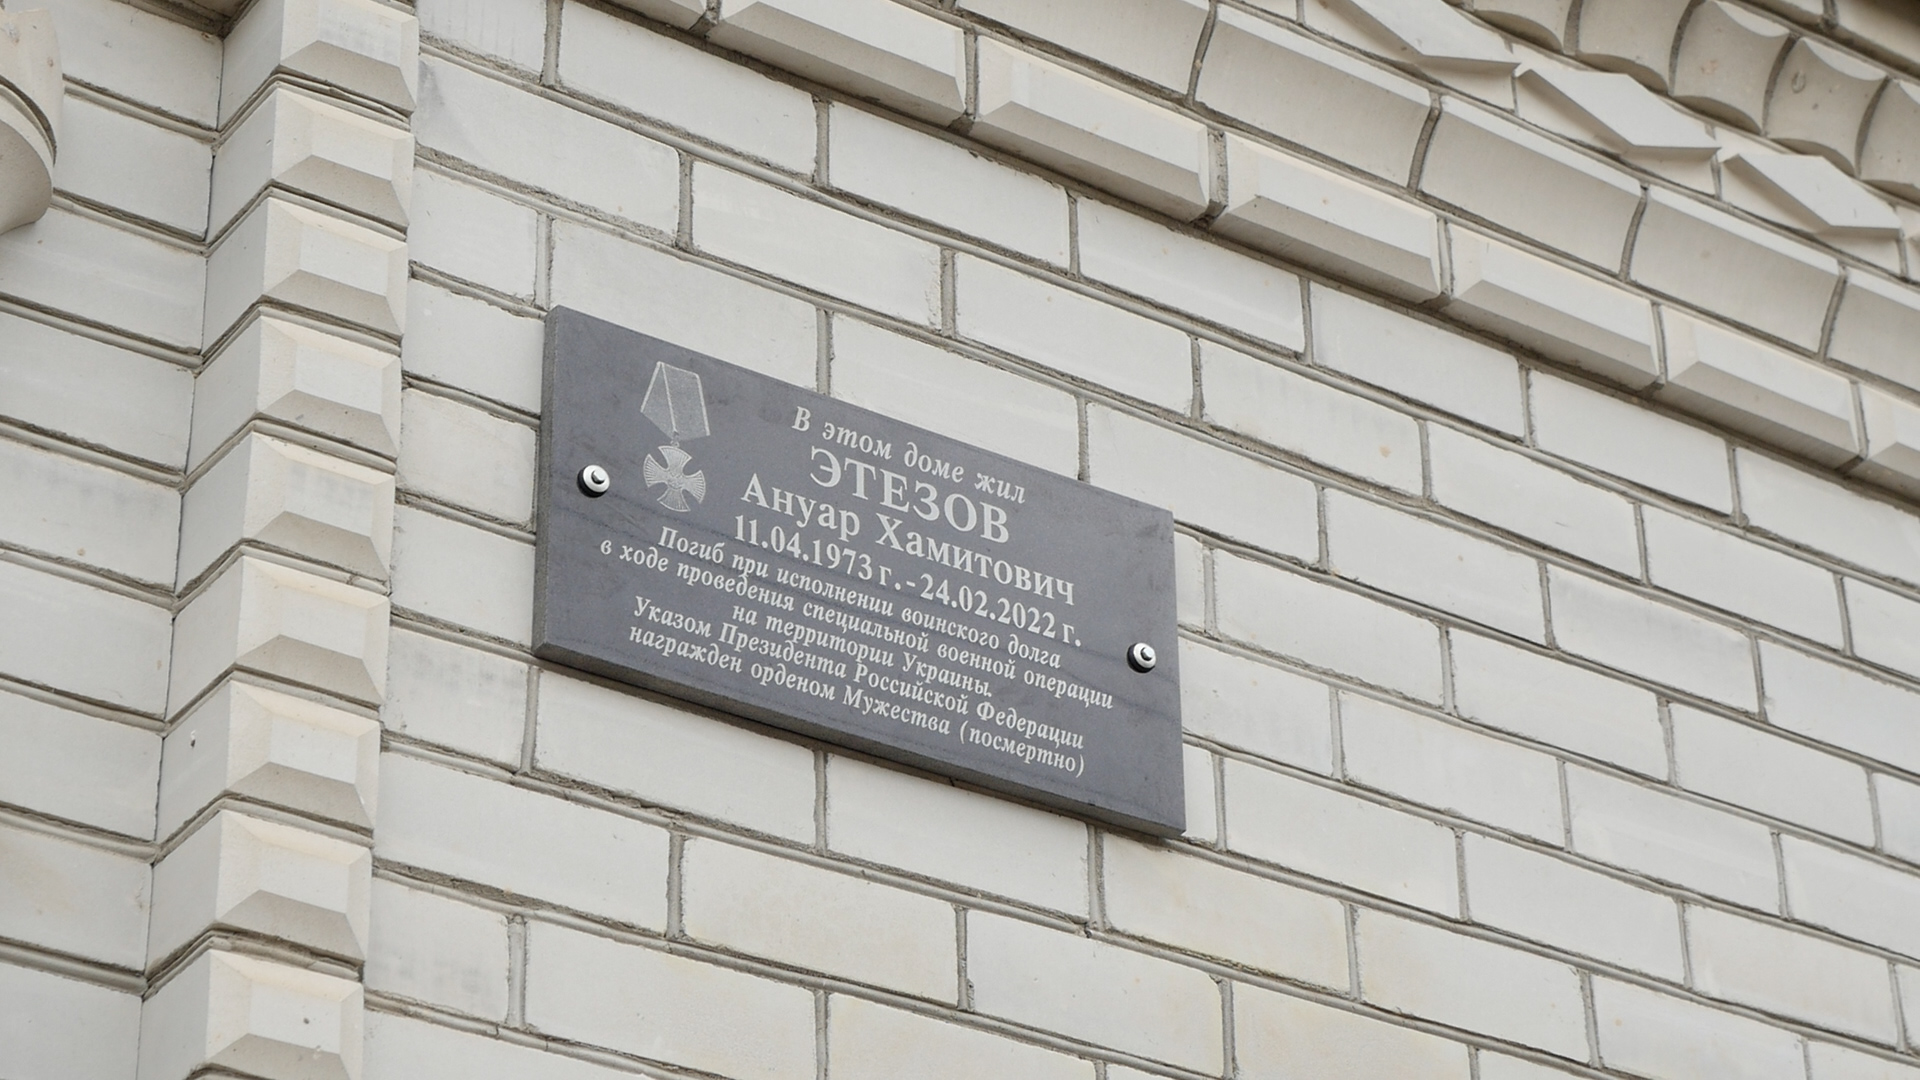 В этом доме жил
ЭТЕЗОВ
Ануар Хамитович
11.04.1973 г. - 24.02.2022 г.
Погиб при исполнении воинского долга
в ходе проведения специальной военной операции
на территории Украины.
Указом Президента Российской Федерации
награжден орденом Мужества (посмертно)